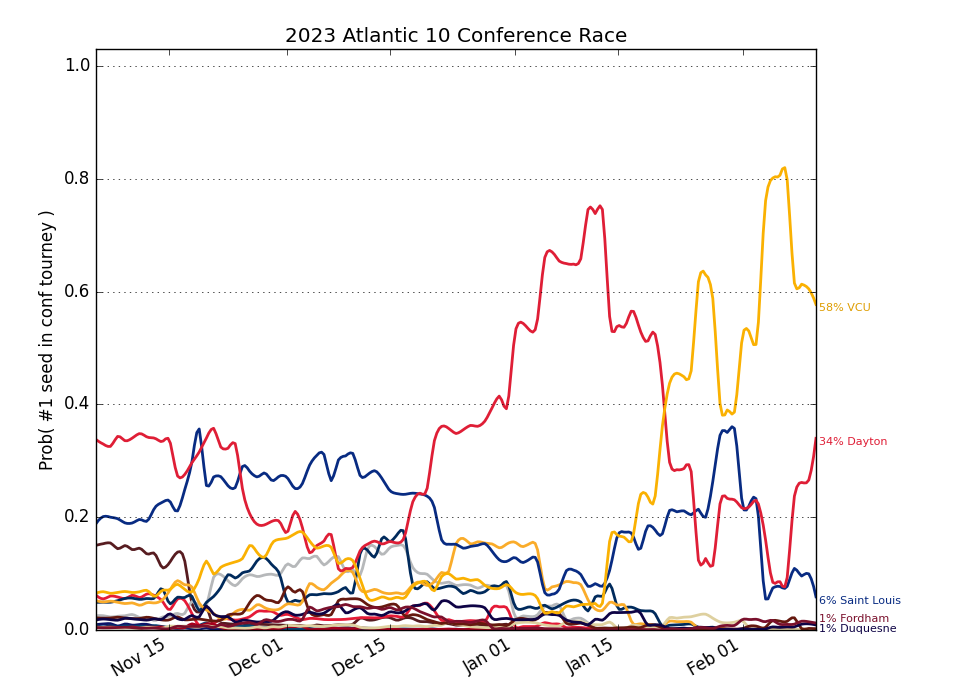 2023 Atlantic 10 Conference Race
Prob( #1 seed in conf tourney )
1.0
0.8
0.6
0.4
0.2
0.0
Nov 15
Dec 01
Dec 15
Jan 01
Jan 15
Feb 01
58% VCU
34% Dayton
6% Saint Louis
1% Fordham
1% Duquesne